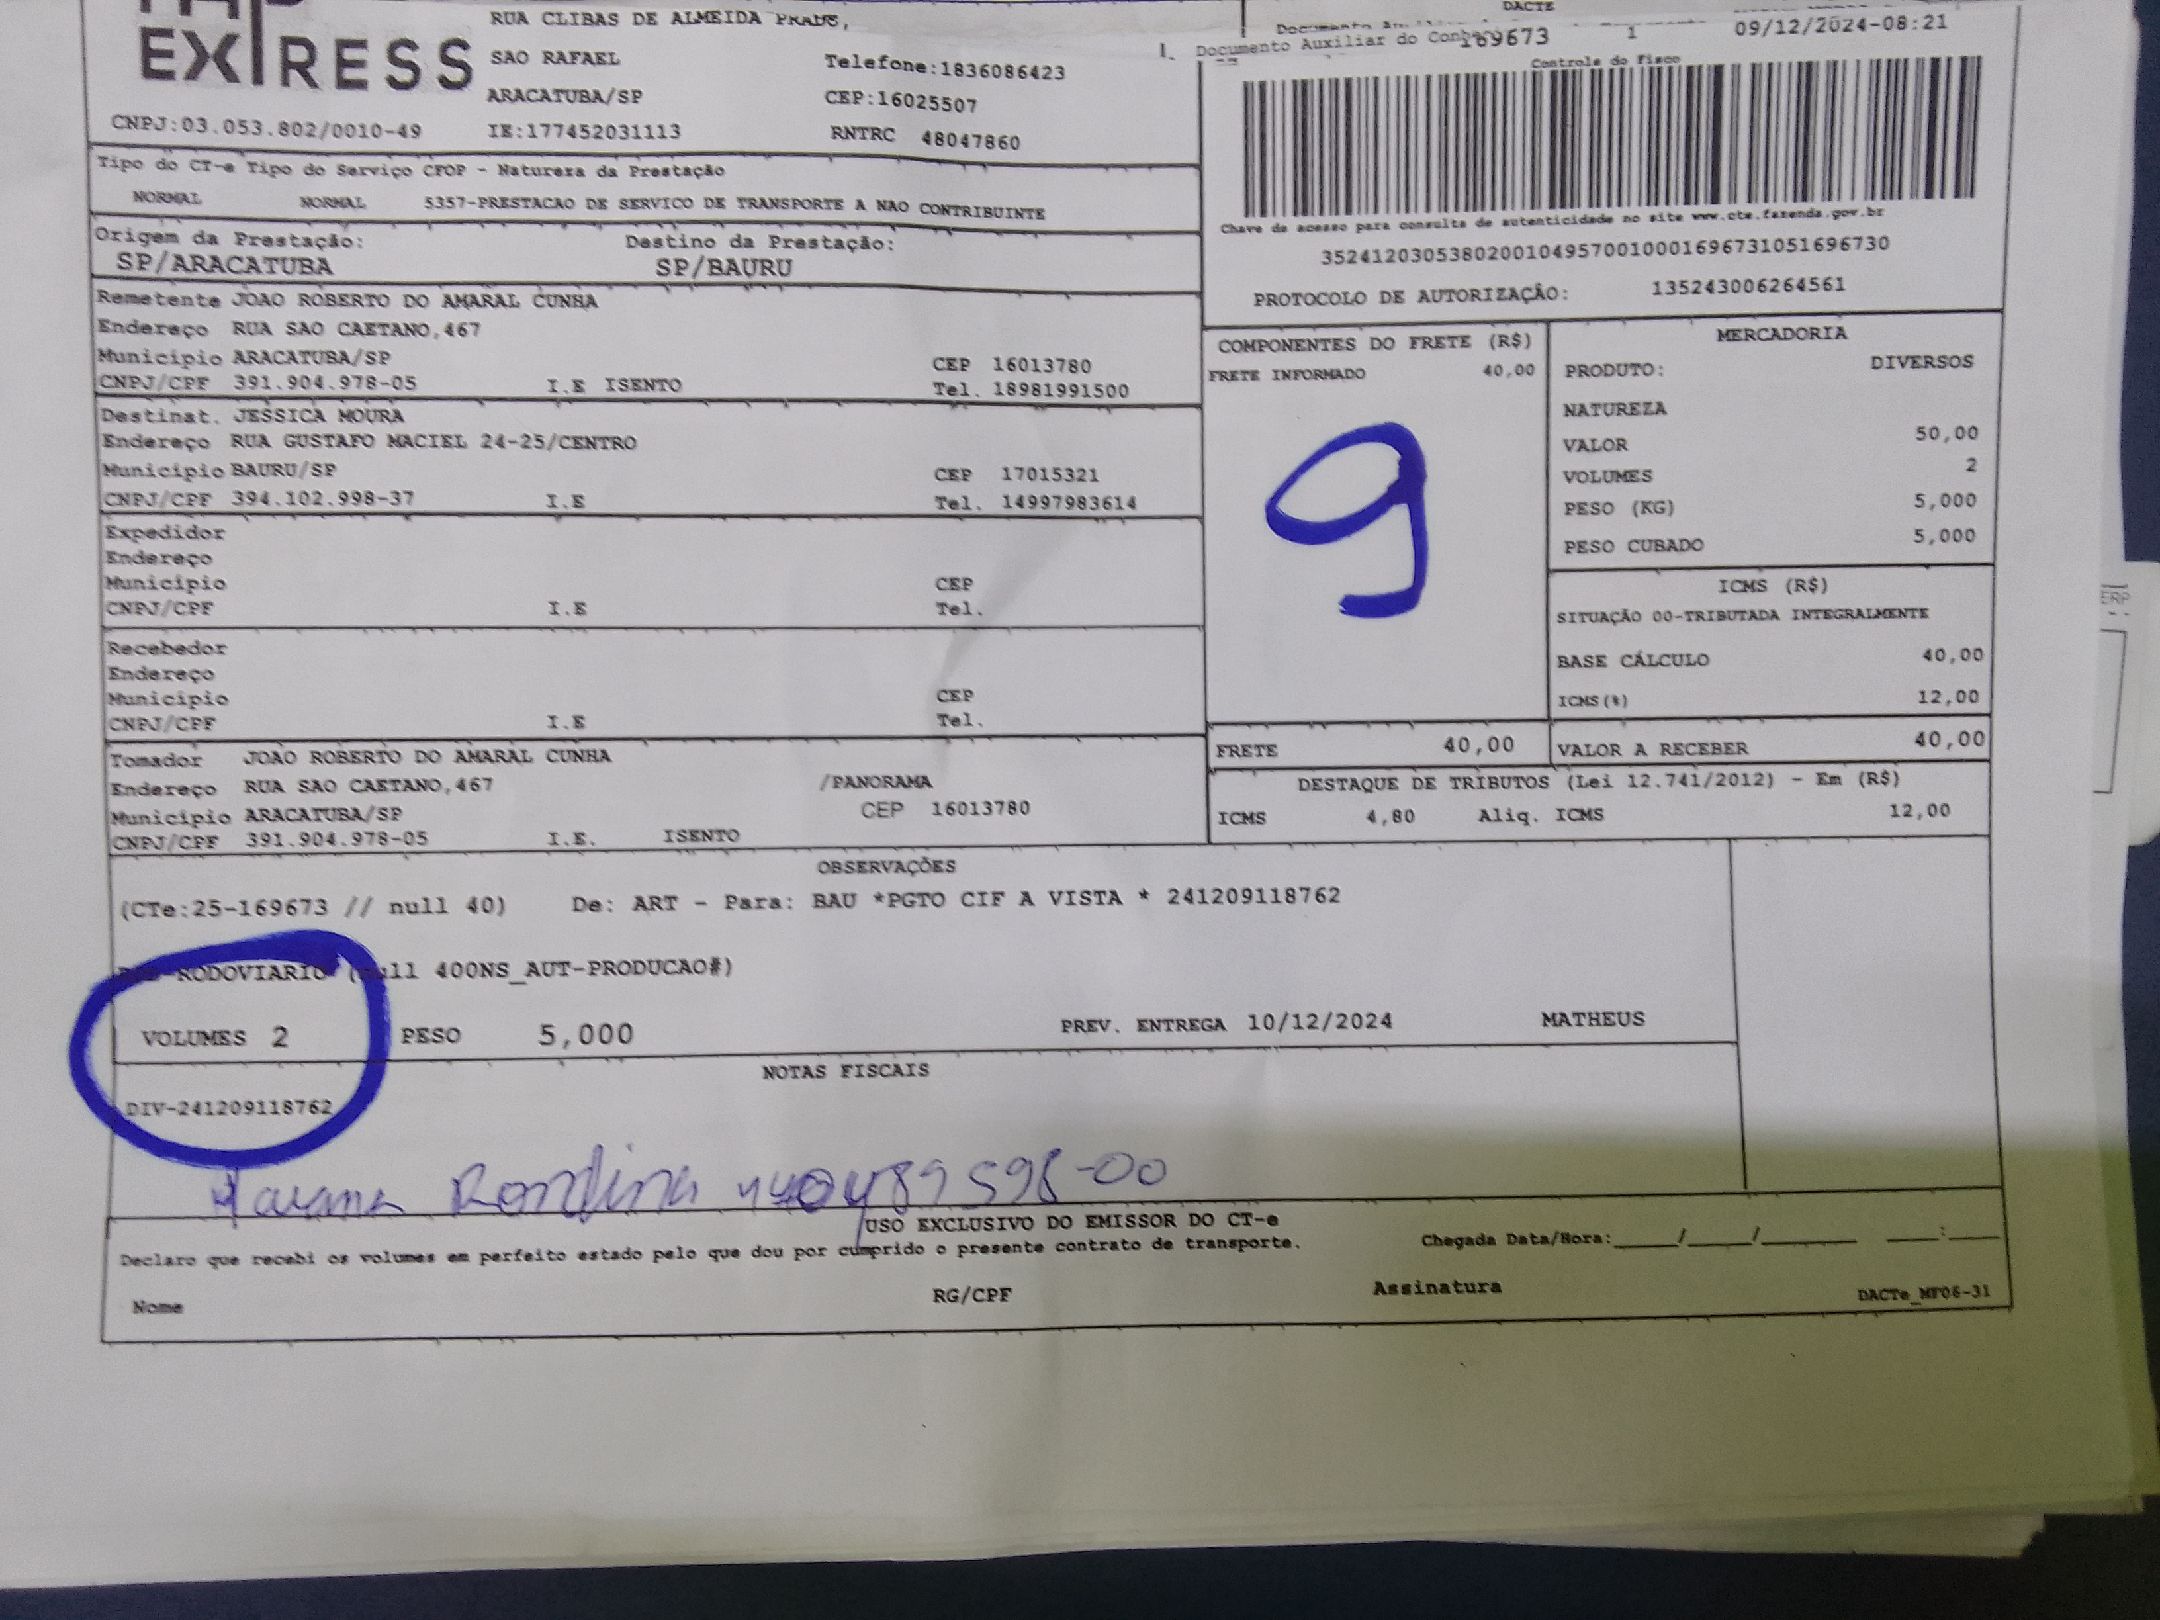 EXPRESS
RUA CLIBAS DE ALMEIDA PRADO,
SAO RAFAEL
Telefone:1836086423
ARACATUBA/SP
CEP:16025507
CNPJ:03.053.802/0010-49
IE:177452031113
RNTRC 48047860
DACTE
Documento Auxiliar do
169673 1 09/12/2024-08:21
Controle do Fisco
Chave de acesso para consulta de autenticidade no site www.cte.fazenda.gov.br
35241203053802001049570010001696731051696730
PROTOCOLO DE AUTORIZAÇÃO: 135243006264561
Tipo do CT-e Tipo do Serviço CFOP - Natureza da Prestação
NORMAL NORMAL 5357-PRESTACAO DE SERVICO DE TRANSPORTE A NAO CONTRIBUINTE
Origem da Prestação: Destino da Prestação:
SP/ARACATUBA SP/BAURU
Remetente JOAO ROBERTO DO AMARAL CUNHA
Endereço RUA SAO CAETANO,467
Município ARACATUBA/SP CEP 16013780
CNPJ/CPF 391.904.978-05 I.E ISENTO Tel. 18981991500
Destinat. JESSICA MOURA
Endereço RUA GUSTAFO MACIEL 24-25/CENTRO
Município BAURU/SP CEP 17015321
CNPJ/CPF 394.102.998-37 I.E Tel. 14997983614
Expedidor
Endereço
Município CEP
CNPJ/CPF I.E Tel.
Recebedor
Endereço
Município CEP
CNPJ/CPF I.E Tel.
Tomador JOAO ROBERTO DO AMARAL CUNHA
Endereço RUA SAO CAETANO,467 /PANORAMA
Município ARACATUBA/SP CEP 16013780
CNPJ/CPF 391.904.978-05 I.E. ISENTO
COMPONENTES DO FRETE (R$)
FRETE INFORMADO 40,00
9
FRETE 40,00
MERCADORIA
PRODUTO: DIVERSOS
NATUREZA
VALOR 50,00
VOLUMES 2
PESO (KG) 5,000
PESO CUBADO 5,000
ICMS (R$)
SITUAÇÃO 00-TRIBUTADA INTEGRALMENTE
BASE CÁLCULO 40,00
ICMS(%) 12,00
VALOR A RECEBER 40,00
DESTAQUE DE TRIBUTOS (Lei 12.741/2012) - Em (R$)
ICMS 4,80 Aliq. ICMS 12,00
OBSERVAÇÕES
(CTe:25-169673 // null 40) De: ART - Para: BAU *PGTO CIF A VISTA * 241209118762
RODOVIARIO (null 400NS_AUT-PRODUCAO#)
VOLUMES 2 PESO 5,000 PREV. ENTREGA 10/12/2024 MATHEUS
NOTAS FISCAIS
DIV-241209118762
USO EXCLUSIVO DO EMISSOR DO CT-e
Declaro que recebi os volumes em perfeito estado pelo que dou por cumprido o presente contrato de transporte. Chegada Data/Hora:____/____/______ ___:___
Nome RG/CPF Assinatura DACTe_MF06-31
ERP